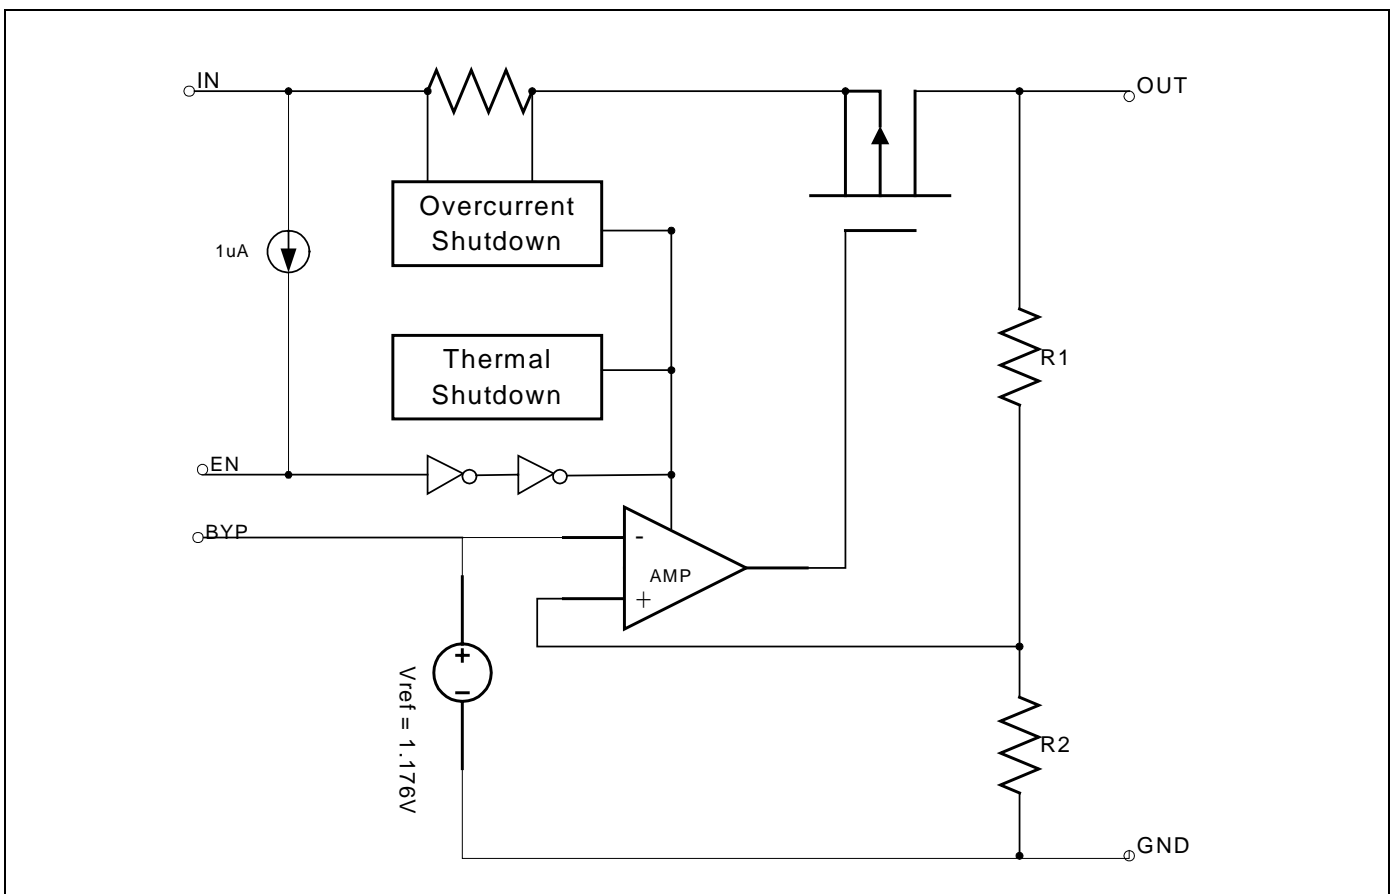 IN
OUT
Overcurrent
Shutdown
1uA
Thermal
Shutdown
R1
EN
BYP
-
AMP
+
+
-
Vref = 1.176V
R2
GND